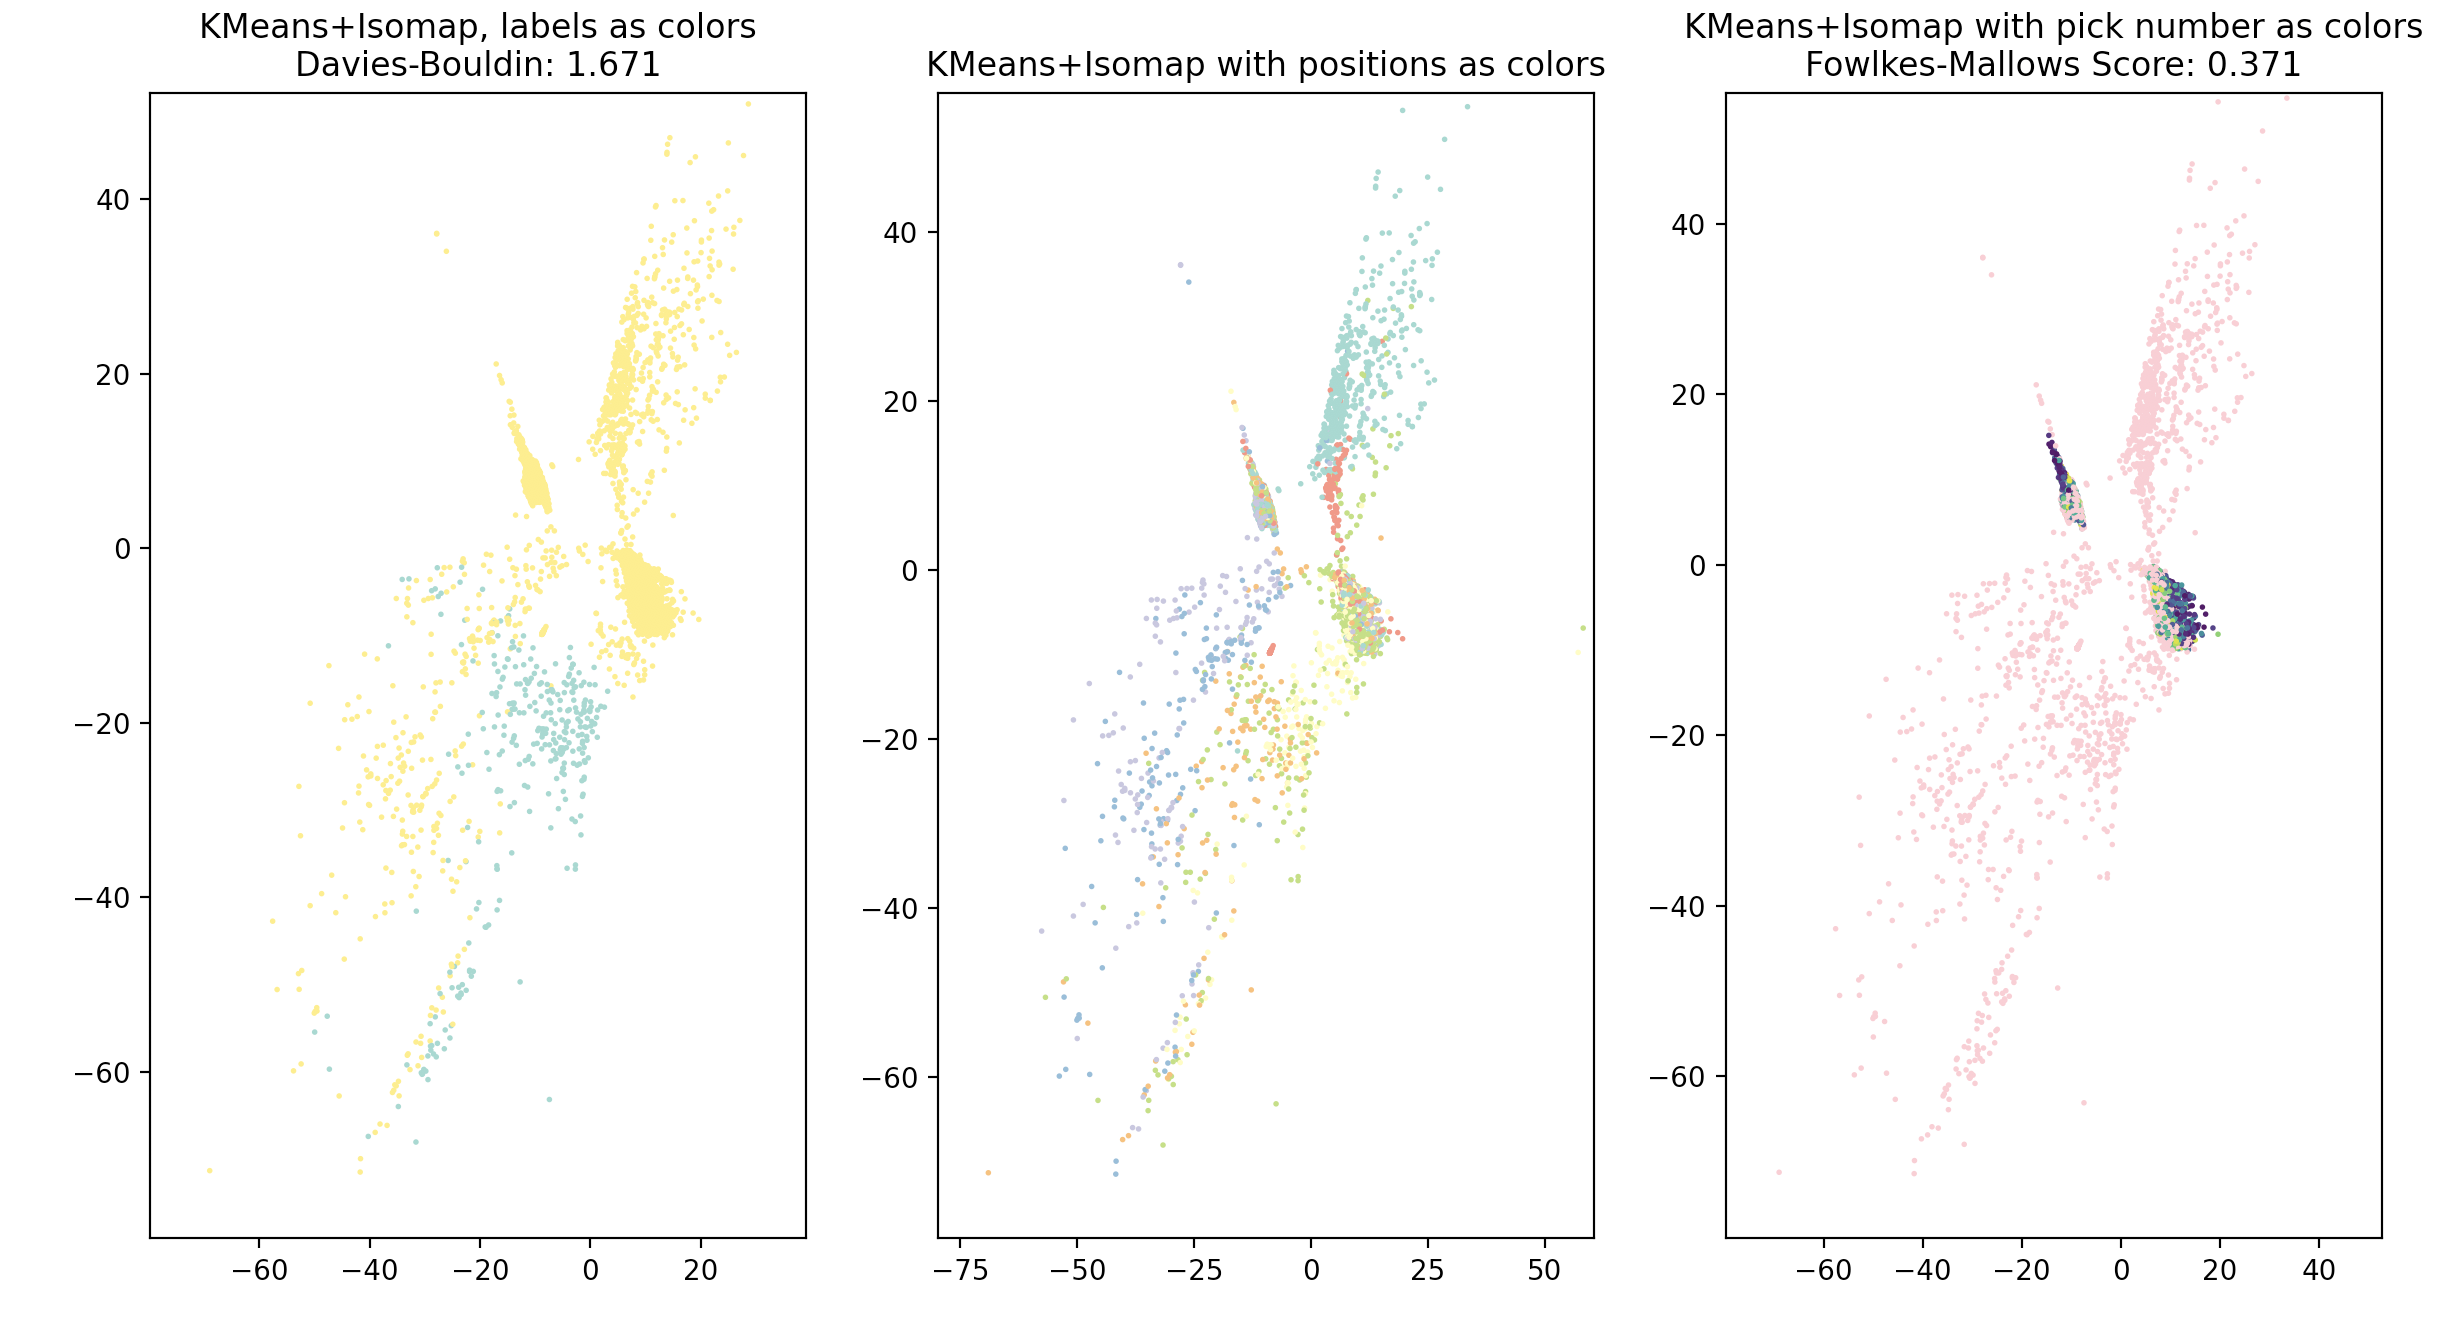 KMeans+Isomap, labels as colors
Davies-Bouldin: 1.671
40
20
0
−20
−40
−60
−60 −40 −20 0 20
KMeans+Isomap with positions as colors
40
20
0
−20
−40
−60
−75 −50 −25 0 25 50
KMeans+Isomap with pick number as colors
Fowlkes-Mallows Score: 0.371
40
20
0
−20
−40
−60
−60 −40 −20 0 20 40